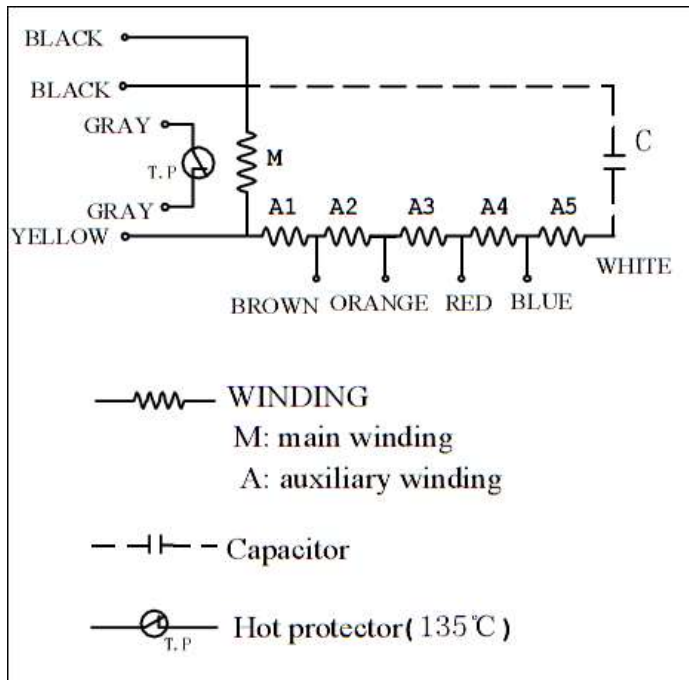 BLACK
BLACK
C
GRAY
T.P
M
GRAY
A1 A2 A3 A4 A5
YELLOW
WHITE
BROWN ORANGE RED BLUE
WINDING
M: main winding
A: auxiliary winding
Capacitor
T.P
Hot protector(135℃)